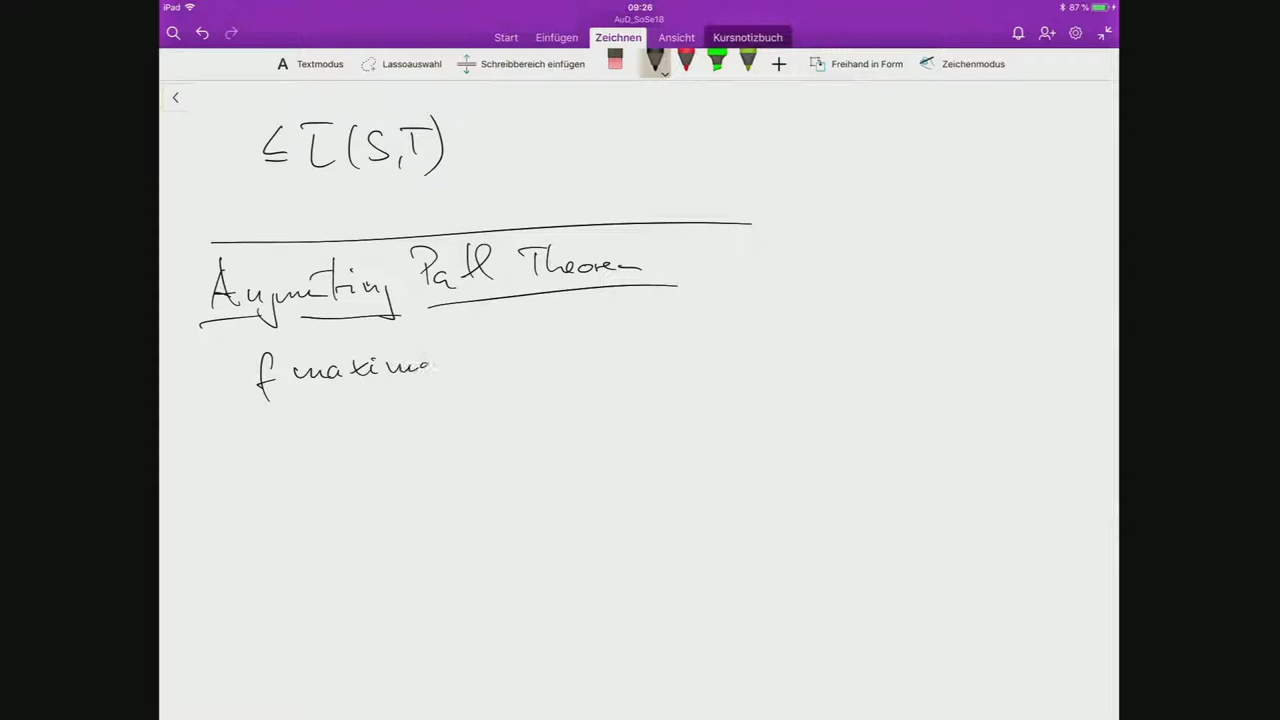 iPad 09:26 87 %
AuD_SoSe18
Start Einfügen Zeichnen Ansicht Kursnotizbuch
A Textmodus Lassoauswahl Schreibbereich einfügen Freihand in Form Zeichenmodus
≤ τ(S,T)
Augmenting Path Theorem
f maxima